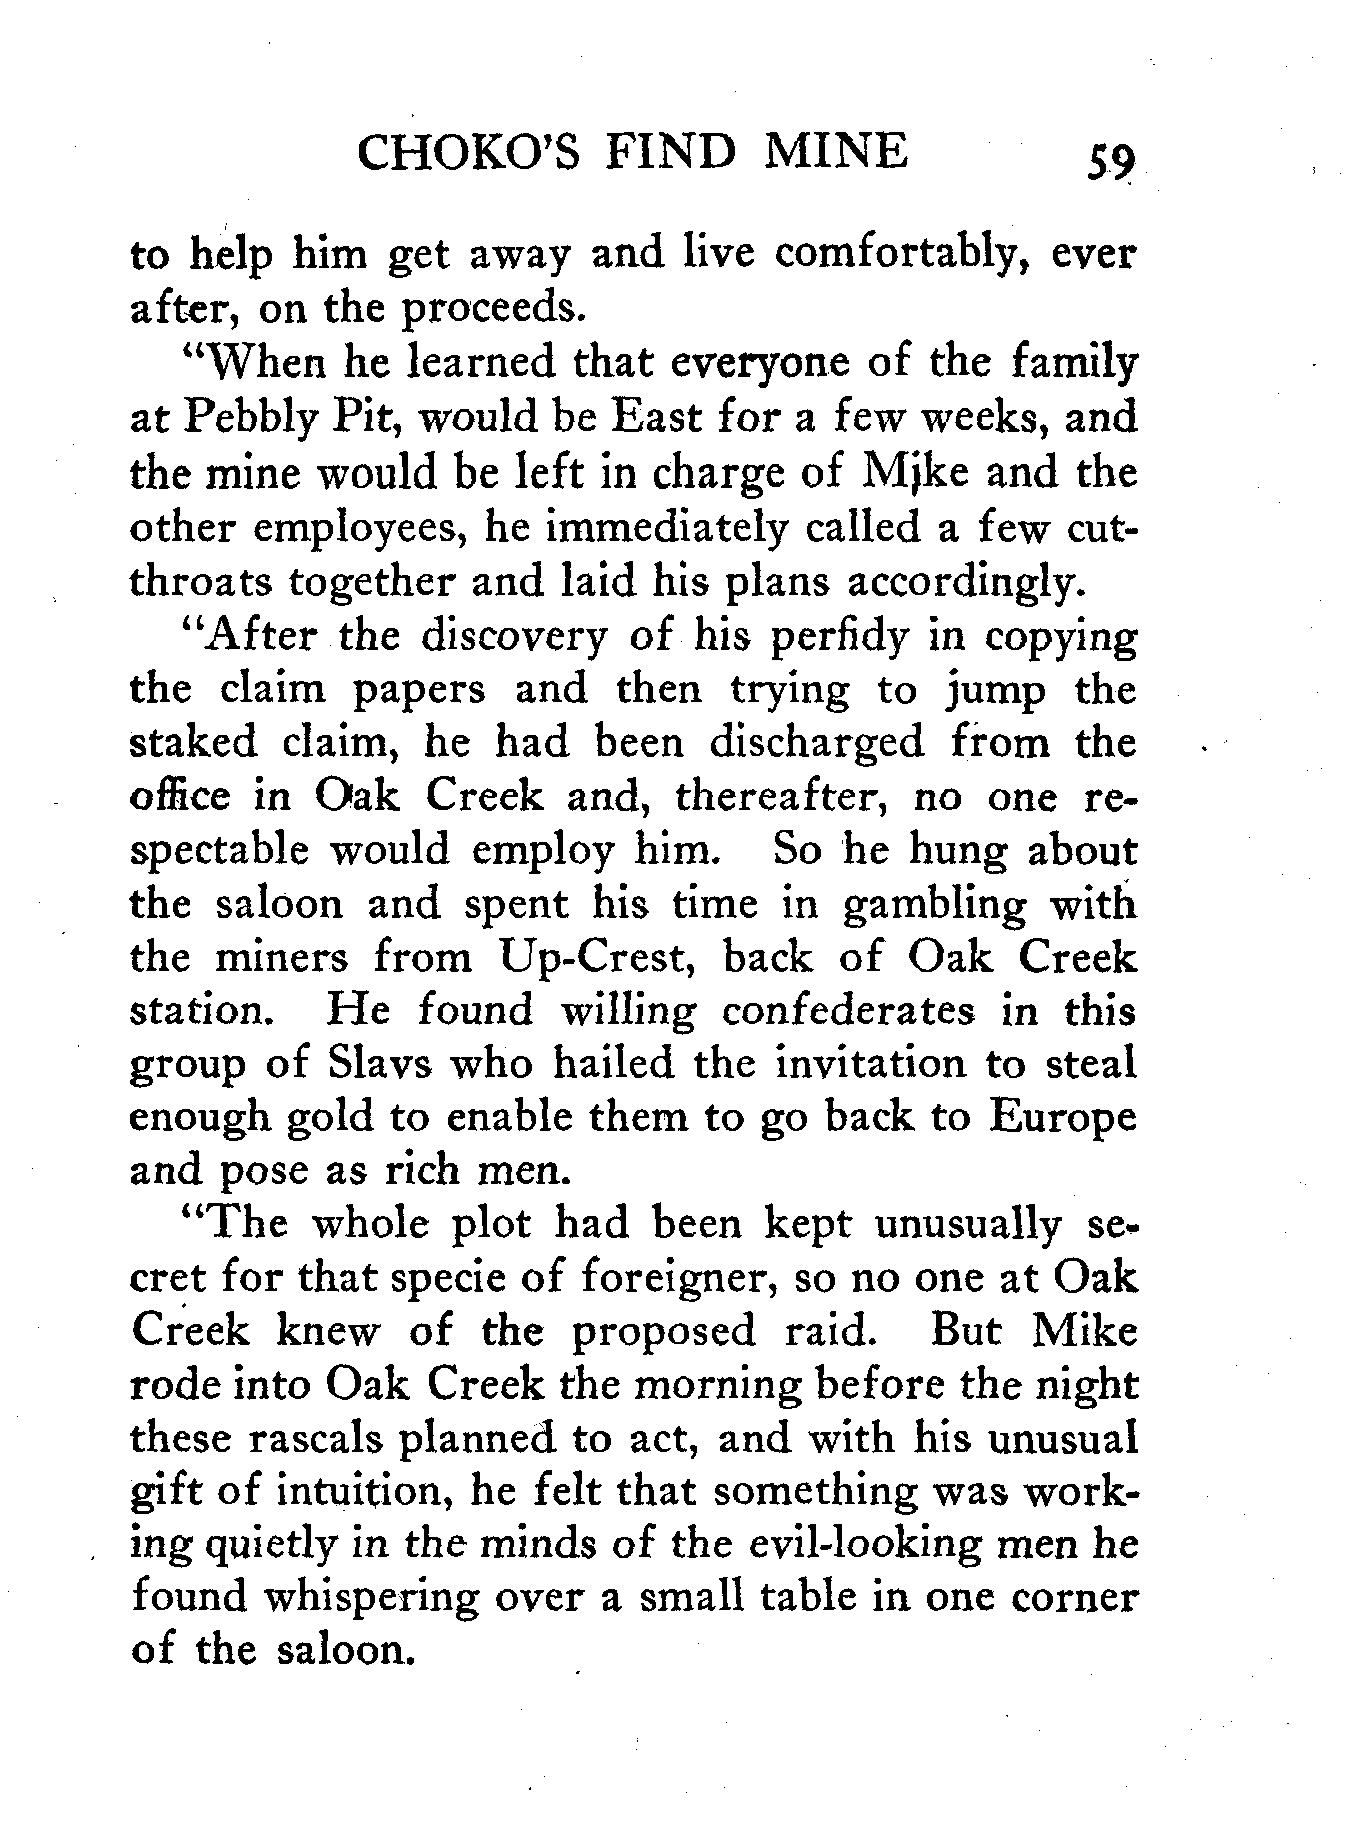 CHOKO'S FIND MINE 59
to help him get away and live comfortably, ever
after, on the proceeds.
"When he learned that everyone of the family
at Pebbly Pit, would be East for a few weeks, and
the mine would be left in charge of Mike and the
other employees, he immediately called a few cut-
throats together and laid his plans accordingly.
"After the discovery of his perfidy in copying
the claim papers and then trying to jump the
staked claim, he had been discharged from the
office in Oak Creek and, thereafter, no one re-
spectable would employ him. So he hung about
the saloon and spent his time in gambling with
the miners from Up-Crest, back of Oak Creek
station. He found willing confederates in this
group of Slavs who hailed the invitation to steal
enough gold to enable them to go back to Europe
and pose as rich men.
"The whole plot had been kept unusually se-
cret for that specie of foreigner, so no one at Oak
Creek knew of the proposed raid. But Mike
rode into Oak Creek the morning before the night
these rascals planned to act, and with his unusual
gift of intuition, he felt that something was work-
ing quietly in the minds of the evil-looking men he
found whispering over a small table in one corner
of the saloon.